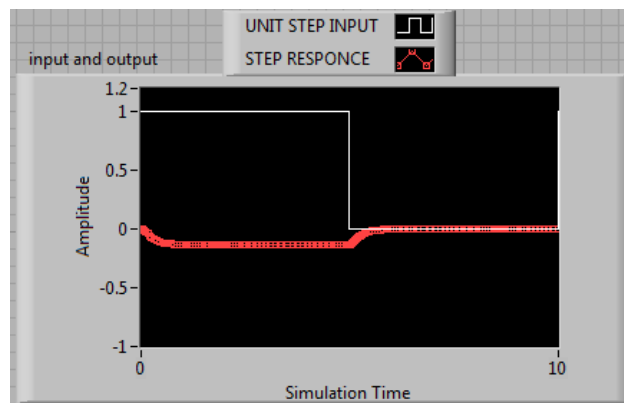 UNIT STEP INPUT
input and output
STEP RESPONCE
1.2
1
0.5
0
-0.5
-1
Amplitude
0
10
Simulation Time